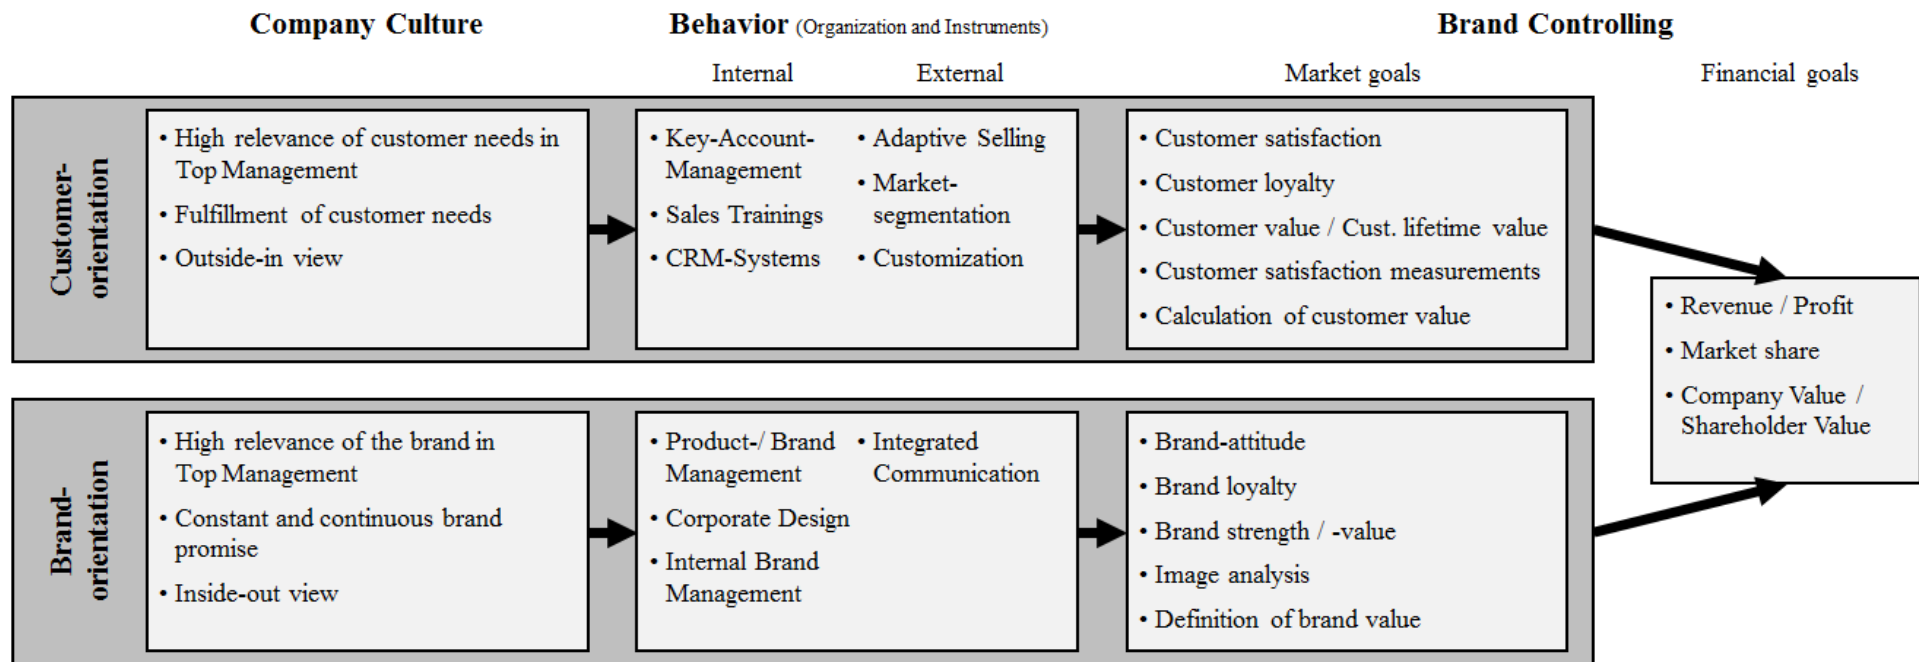 Company Culture
Behavior (Organization and Instruments)
Brand Controlling
Internal
External
Market goals
Financial goals
Customer-
orientation
• High relevance of customer needs in
Top Management
• Fulfillment of customer needs
• Outside-in view
• Key-Account-
Management
• Sales Trainings
• CRM-Systems
• Adaptive Selling
• Market-
segmentation
• Customization
• Customer satisfaction
• Customer loyalty
• Customer value / Cust. lifetime value
• Customer satisfaction measurements
• Calculation of customer value
• Revenue / Profit
• Market share
• Company Value /
Shareholder Value
Brand-
orientation
• High relevance of the brand in
Top Management
• Constant and continuous brand
promise
• Inside-out view
• Product-/ Brand
Management
• Corporate Design
• Internal Brand
Management
• Integrated
Communication
• Brand-attitude
• Brand loyalty
• Brand strength / -value
• Image analysis
• Definition of brand value